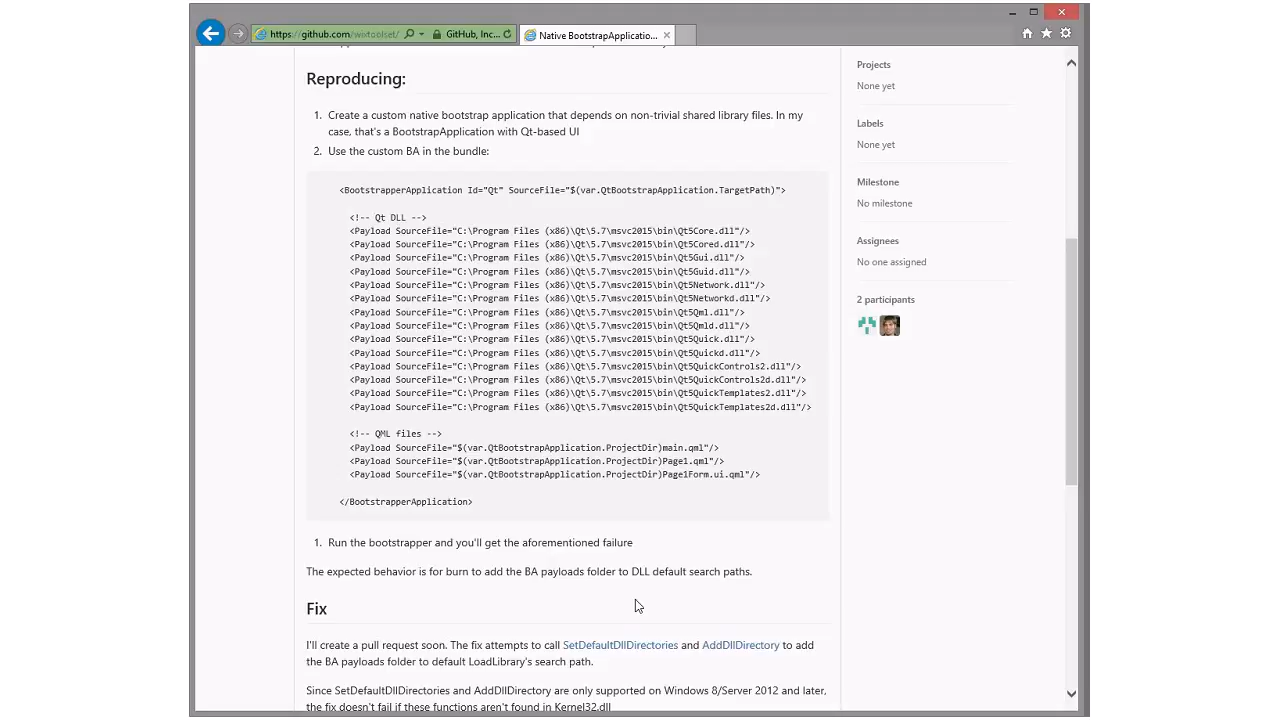 https://github.com/wixtoolset/
GitHub, Inc...
Native BootstrapApplicatio...
Reproducing:
1. Create a custom native bootstrap application that depends on non-trivial shared library files. In my
case, that's a BootstrapApplication with Qt-based UI
2. Use the custom BA in the bundle:
<BootstrapperApplication Id="Qt" SourceFile="$(var.QtBootstrapApplication.TargetPath)">
<!-- Qt DLL -->
<Payload SourceFile="C:\Program Files (x86)\Qt\5.7\msvc2015\bin\Qt5Core.dll"/>
<Payload SourceFile="C:\Program Files (x86)\Qt\5.7\msvc2015\bin\Qt5Cored.dll"/>
<Payload SourceFile="C:\Program Files (x86)\Qt\5.7\msvc2015\bin\Qt5Gui.dll"/>
<Payload SourceFile="C:\Program Files (x86)\Qt\5.7\msvc2015\bin\Qt5Guid.dll"/>
<Payload SourceFile="C:\Program Files (x86)\Qt\5.7\msvc2015\bin\Qt5Network.dll"/>
<Payload SourceFile="C:\Program Files (x86)\Qt\5.7\msvc2015\bin\Qt5Networkd.dll"/>
<Payload SourceFile="C:\Program Files (x86)\Qt\5.7\msvc2015\bin\Qt5Qml.dll"/>
<Payload SourceFile="C:\Program Files (x86)\Qt\5.7\msvc2015\bin\Qt5Qmld.dll"/>
<Payload SourceFile="C:\Program Files (x86)\Qt\5.7\msvc2015\bin\Qt5Quick.dll"/>
<Payload SourceFile="C:\Program Files (x86)\Qt\5.7\msvc2015\bin\Qt5Quickd.dll"/>
<Payload SourceFile="C:\Program Files (x86)\Qt\5.7\msvc2015\bin\Qt5QuickControls2.dll"/>
<Payload SourceFile="C:\Program Files (x86)\Qt\5.7\msvc2015\bin\Qt5QuickControls2d.dll"/>
<Payload SourceFile="C:\Program Files (x86)\Qt\5.7\msvc2015\bin\Qt5QuickTemplates2.dll"/>
<Payload SourceFile="C:\Program Files (x86)\Qt\5.7\msvc2015\bin\Qt5QuickTemplates2d.dll"/>
<!-- QML files -->
<Payload SourceFile="$(var.QtBootstrapApplication.ProjectDir)main.qml"/>
<Payload SourceFile="$(var.QtBootstrapApplication.ProjectDir)Page1.qml"/>
<Payload SourceFile="$(var.QtBootstrapApplication.ProjectDir)Page1Form.ui.qml"/>
</BootstrapperApplication>
1. Run the bootstrapper and you'll get the aforementioned failure
The expected behavior is for burn to add the BA payloads folder to DLL default search paths.
Fix
I'll create a pull request soon. The fix attempts to call SetDefaultDllDirectories and AddDllDirectory to add
the BA payloads folder to default LoadLibrary's search path.
Since SetDefaultDllDirectories and AddDllDirectory are only supported on Windows 8/Server 2012 and later,
the fix doesn't fail if these functions aren't found in Kernel32.dll
Projects
None yet
Labels
None yet
Milestone
No milestone
Assignees
No one assigned
2 participants